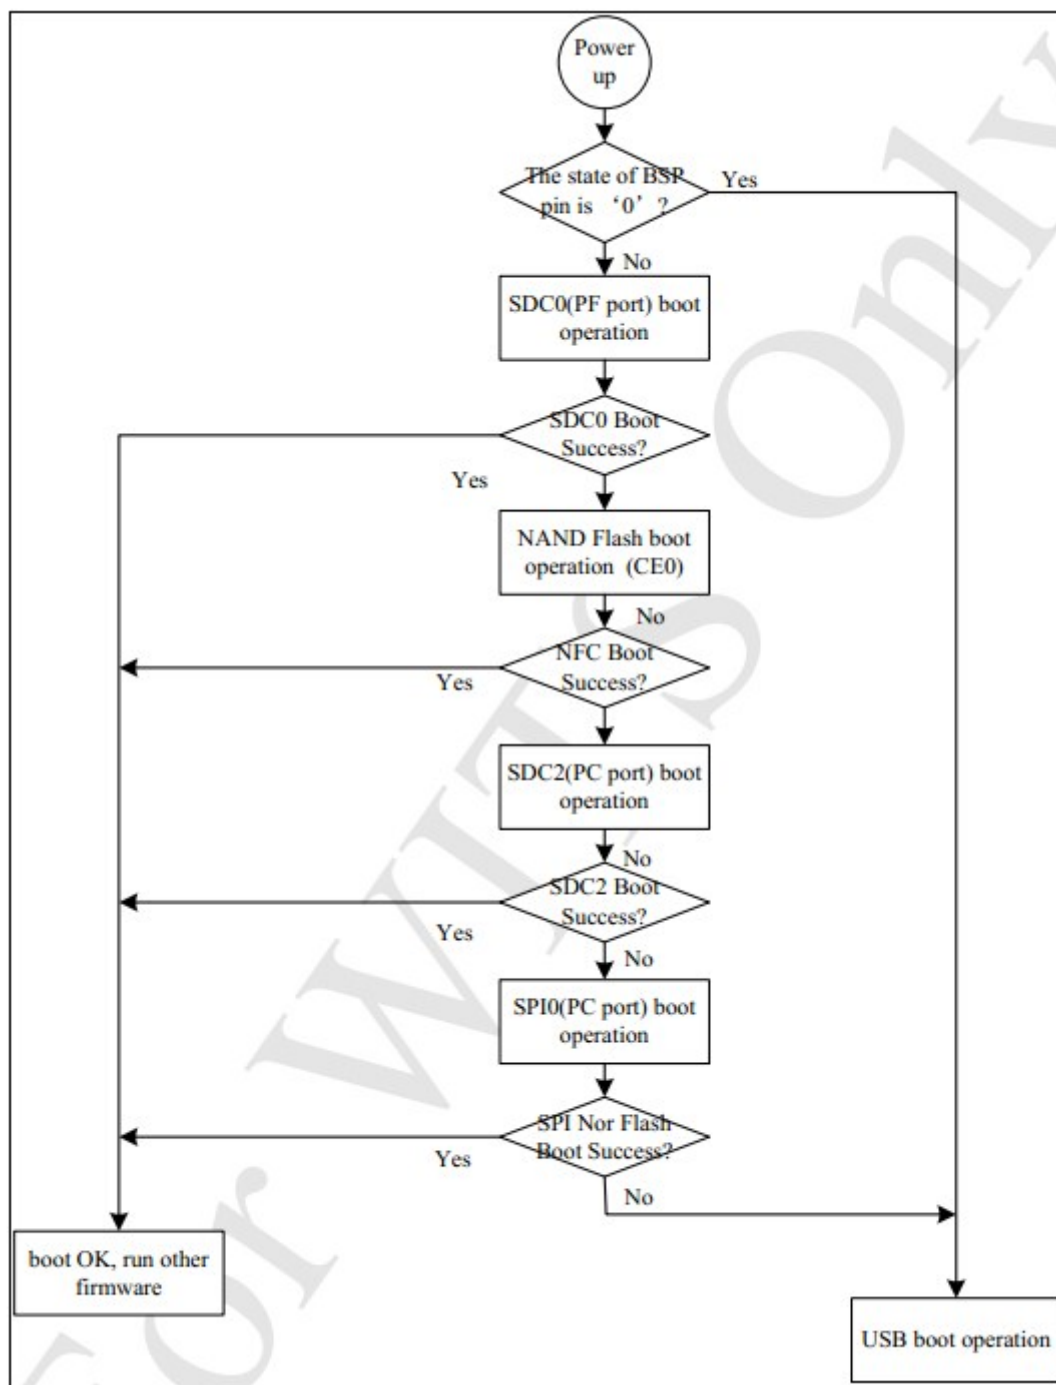 Power
up
The state of BSP
pin is ‘0’ ?
Yes
No
SDC0(PF port) boot
operation
SDC0 Boot
Success?
Yes
NAND Flash boot
operation (CE0)
No
NFC Boot
Success?
Yes
SDC2(PC port) boot
operation
No
SDC2 Boot
Success?
Yes
No
SPI0(PC port) boot
operation
SPI Nor Flash
Boot Success?
Yes
No
boot OK, run other
firmware
USB boot operation
For WITS Only